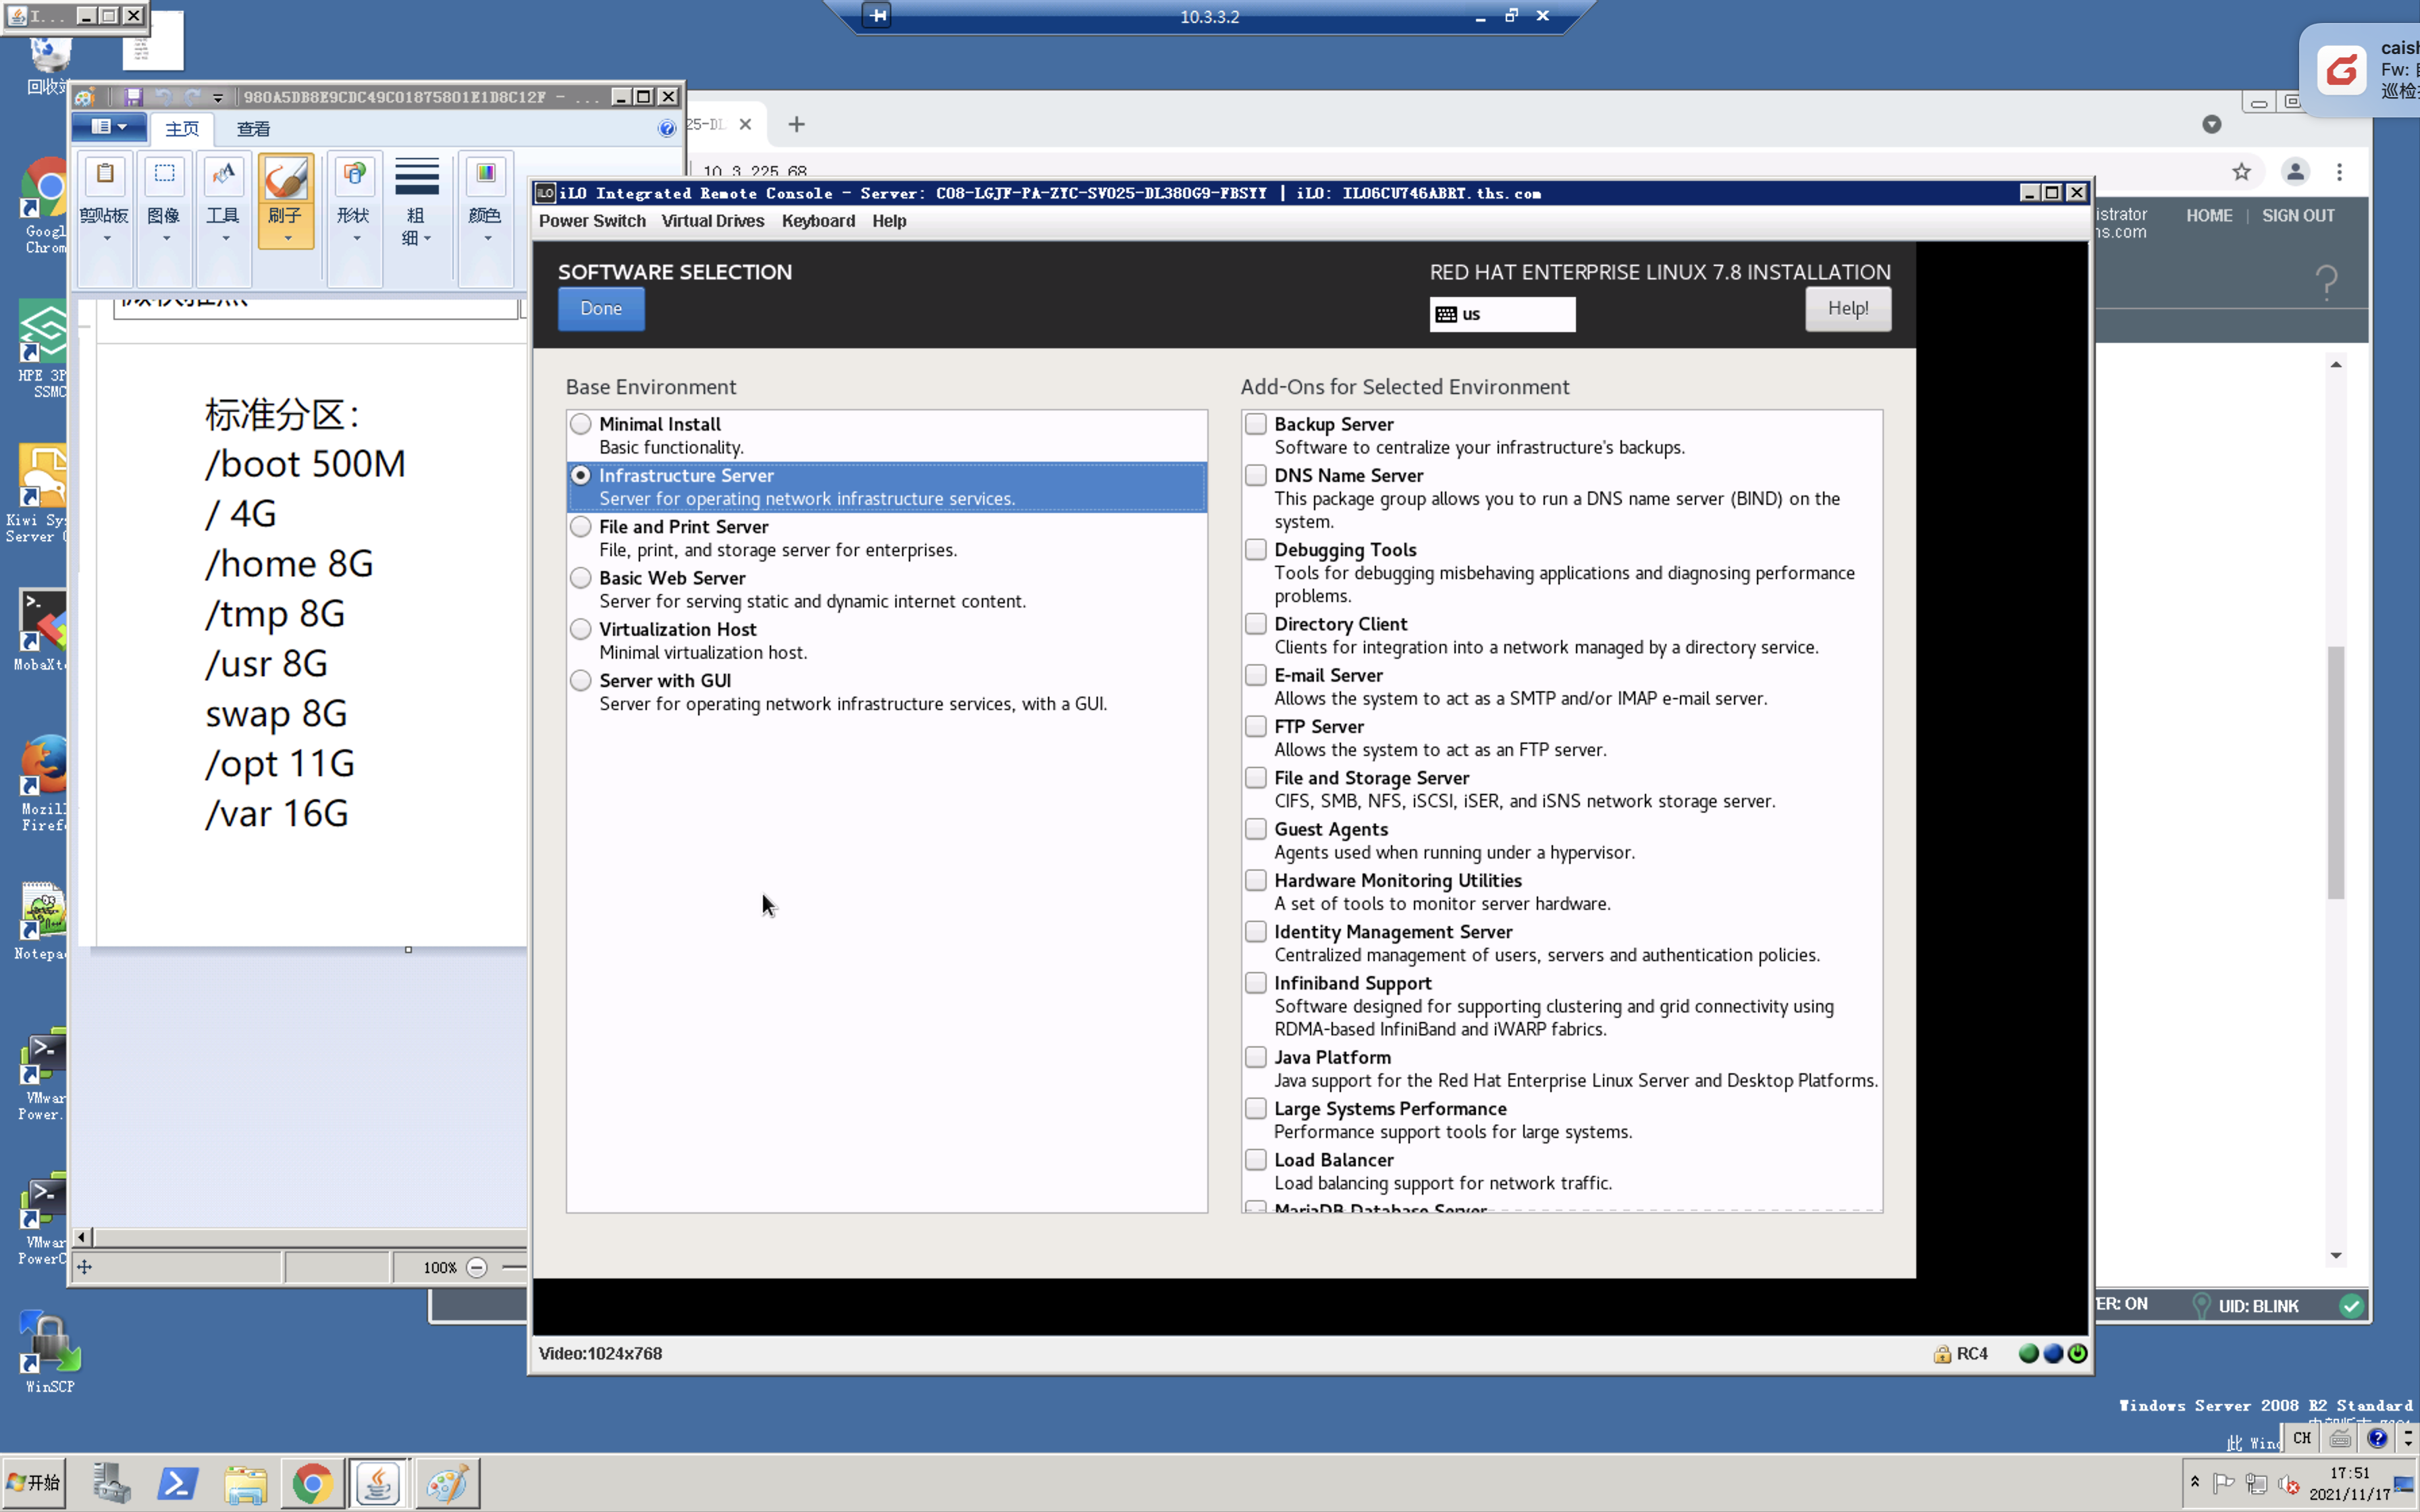 I...
10.3.3.2
caish
Fw:
巡检
回收站
980A5DB8E9CDC49C01875801E1D8C12F - ...
25-DL
主页
查看
10.3.225.68
剪贴板
图像
工具
刷子
形状
粗
细
颜色
iLO Integrated Remote Console - Server: C08-LGJF-PA-ZYC-SV025-DL380G9-FBSYY | iLO: ILO6CUT46ABRT.ths.com
Power Switch
Virtual Drives
Keyboard
Help
istrator
HOME
SIGN OUT
ns.com
SOFTWARE SELECTION
RED HAT ENTERPRISE LINUX 7.8 INSTALLATION
Done
us
Help!
Googl
Chrom
HPE 3P
SSMC
Kiwi Sys
Server
MobaXt
Mozill
Firef
Notepa
VMwar
Power.
VMwar
PowerC
WinSCP
标准分区:
/boot 500M
/ 4G
/home 8G
/tmp 8G
/usr 8G
swap 8G
/opt 11G
/var 16G
100%
Base Environment
Minimal Install
Basic functionality.
Infrastructure Server
Server for operating network infrastructure services.
File and Print Server
File, print, and storage server for enterprises.
Basic Web Server
Server for serving static and dynamic internet content.
Virtualization Host
Minimal virtualization host.
Server with GUI
Server for operating network infrastructure services, with a GUI.
Add-Ons for Selected Environment
Backup Server
Software to centralize your infrastructure's backups.
DNS Name Server
This package group allows you to run a DNS name server (BIND) on the
system.
Debugging Tools
Tools for debugging misbehaving applications and diagnosing performance
problems.
Directory Client
Clients for integration into a network managed by a directory service.
E-mail Server
Allows the system to act as a SMTP and/or IMAP e-mail server.
FTP Server
Allows the system to act as an FTP server.
File and Storage Server
CIFS, SMB, NFS, iSCSI, iSER, and iSNS network storage server.
Guest Agents
Agents used when running under a hypervisor.
Hardware Monitoring Utilities
A set of tools to monitor server hardware.
Identity Management Server
Centralized management of users, servers and authentication policies.
Infiniband Support
Software designed for supporting clustering and grid connectivity using
RDMA-based InfiniBand and iWARP fabrics.
Java Platform
Java support for the Red Hat Enterprise Linux Server and Desktop Platforms.
Large Systems Performance
Performance support tools for large systems.
Load Balancer
Load balancing support for network traffic.
MariaDB Database Server
ER: ON
UID: BLINK
Video:1024x768
RC4
Windows Server 2008 R2 Standard
此 Wind
CH
开始
17:51
2021/11/17